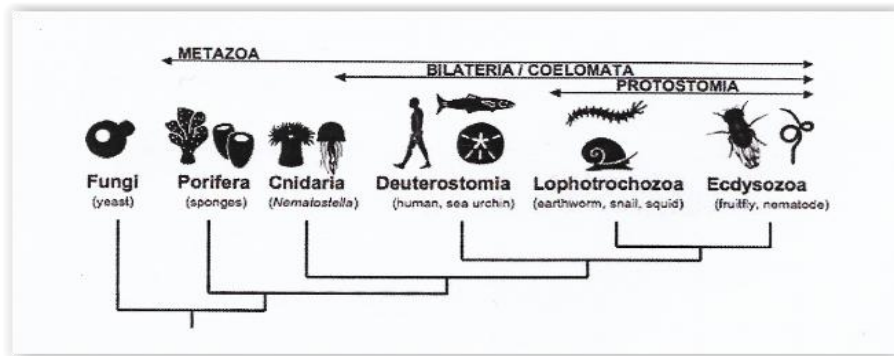 METAZOA
BILATERIA / COELOMATA
PROTOSTOMIA
Fungi Porifera Cnidaria Deuterostomia Lophotrochozoa Ecdysozoa
(yeast) (sponges) (Nematostella) (human, sea urchin) (earthworm, snail, squid) (fruitfly, nematode)